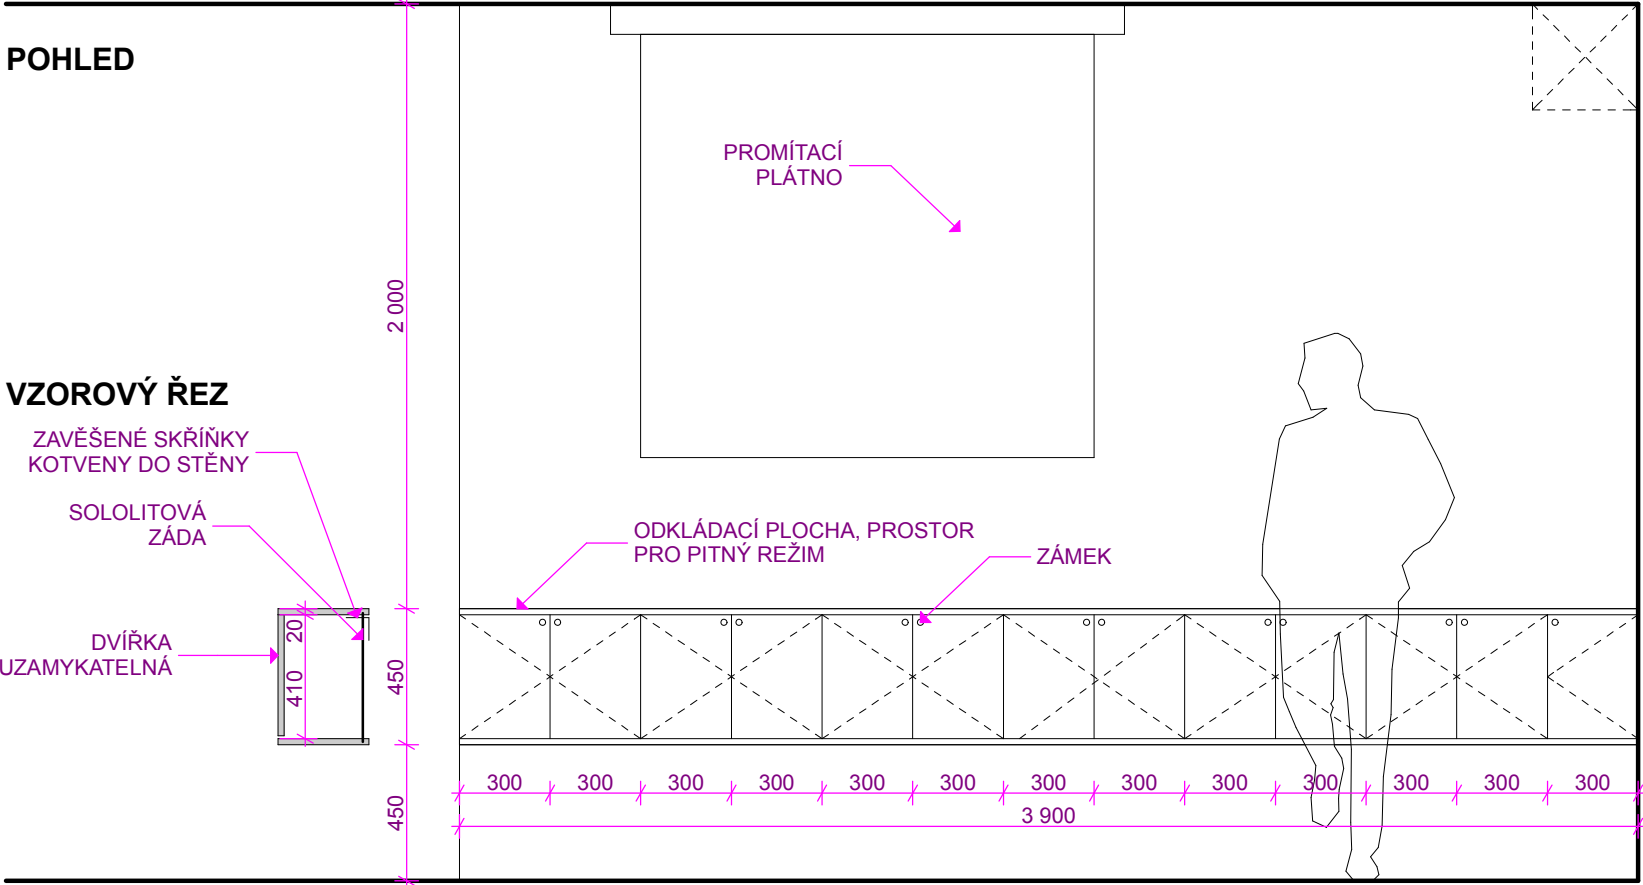 POHLED
PROMÍTACÍ
PLÁTNO
2 000
VZOROVÝ ŘEZ
ZAVĚŠENÉ SKŘÍŇKY
KOTVENY DO STĚNY
SOLOLITOVÁ
ZÁDA
ODKLÁDACÍ PLOCHA, PROSTOR
PRO PITNÝ REŽIM
ZÁMEK
DVÍŘKA
UZAMYKATELNÁ
20
410
450
450
300 300 300 300 300 300 300 300 300 300 300 300 300
3 900